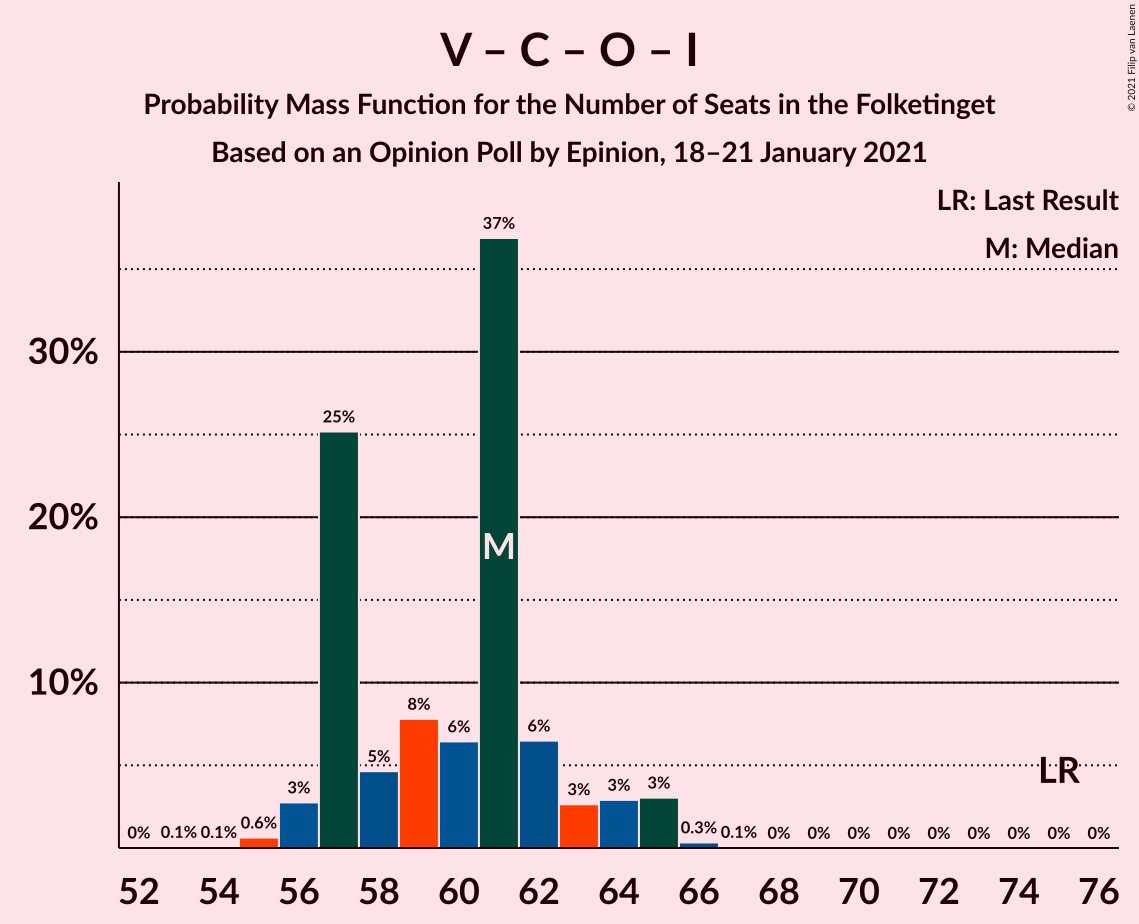 V – C – O – I
Probability Mass Function for the Number of Seats in the Folketinget
Based on an Opinion Poll by Epinion, 18–21 January 2021
© 2021 Filip van Laenen
LR: Last Result
M: Median
37%
30%
25%
20%
M
10%
8%
6% 6%
5%
LR
3% 3% 3% 3%
0% 0.1% 0.1% 0.6% 0.3% 0.1% 0% 0% 0% 0% 0% 0% 0% 0% 0%
52 54 56 58 60 62 64 66 68 70 72 74 76